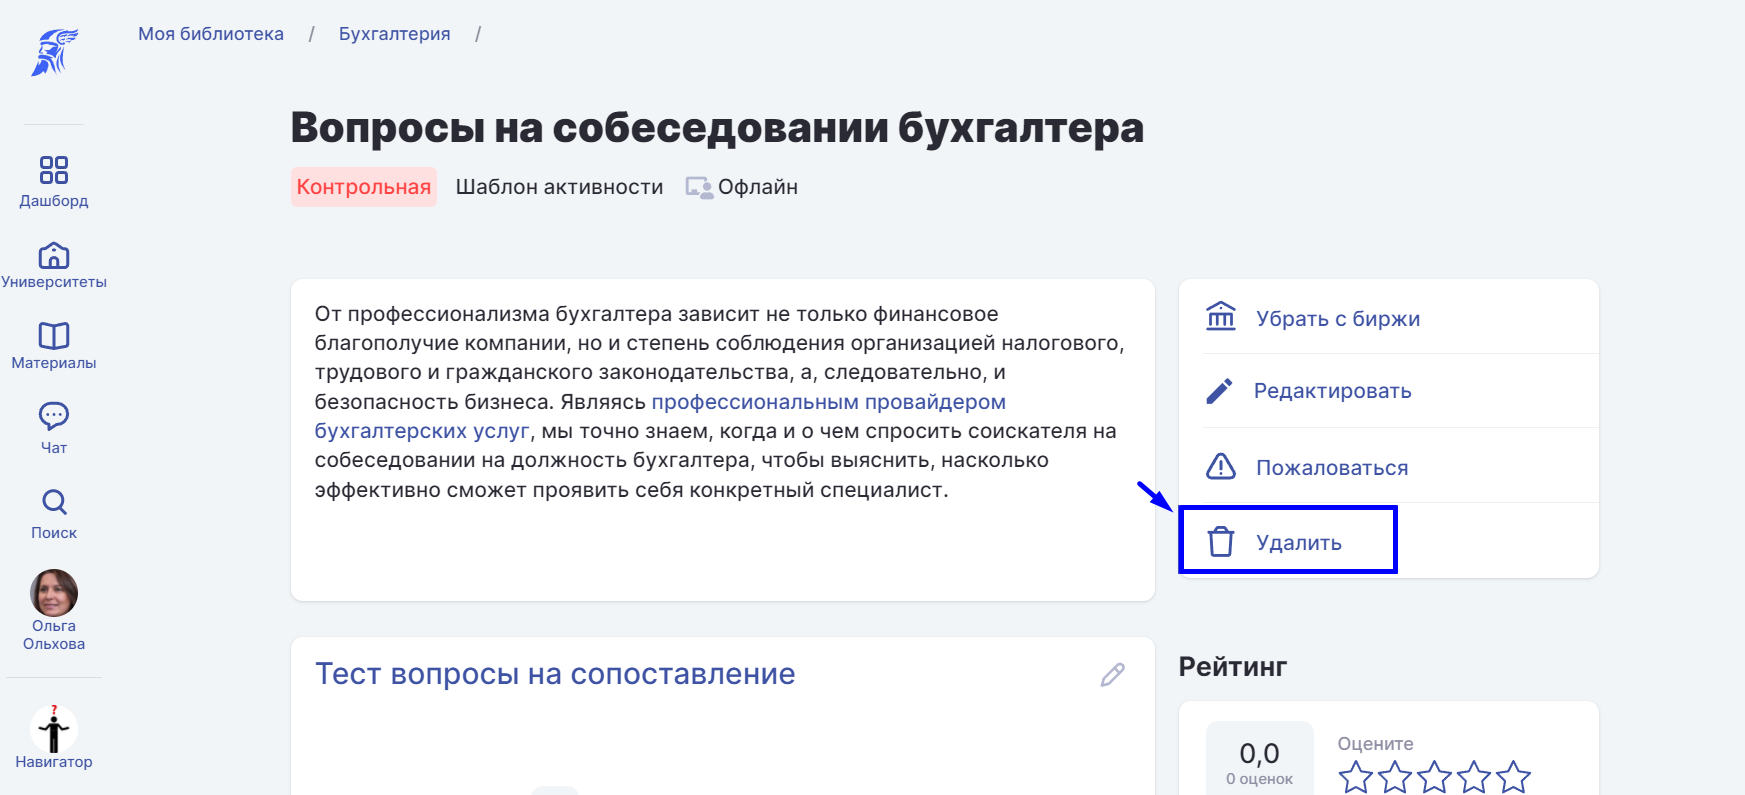 Моя библиотека / Бухгалтерия /
Вопросы на собеседовании бухгалтера
Контрольная Шаблон активности Офлайн
Дашборд
Университеты
Материалы
Чат
Поиск
Ольга
Ольхова
?
Навигатор
От профессионализма бухгалтера зависит не только финансовое
благополучие компании, но и степень соблюдения организацией налогового,
трудового и гражданского законодательства, а, следовательно, и
безопасность бизнеса. Являясь профессиональным провайдером
бухгалтерских услуг, мы точно знаем, когда и о чем спросить соискателя на
собеседовании на должность бухгалтера, чтобы выяснить, насколько
эффективно сможет проявить себя конкретный специалист.
Убрать с биржи
Редактировать
Пожаловаться
Удалить
Тест вопросы на сопоставление
Рейтинг
0,0
0 оценок
Оцените